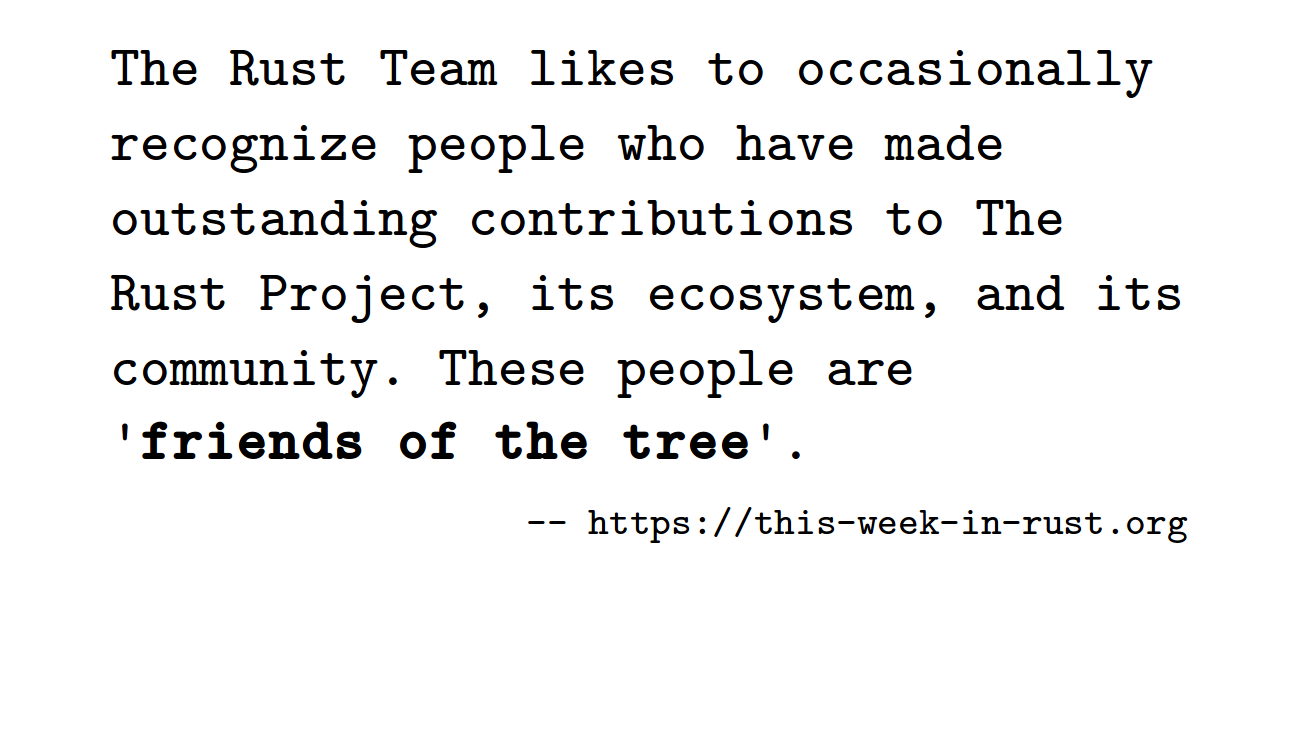 The Rust Team likes to occasionally
recognize people who have made
outstanding contributions to The
Rust Project, its ecosystem, and its
community. These people are
'friends of the tree'.
-- https://this-week-in-rust.org